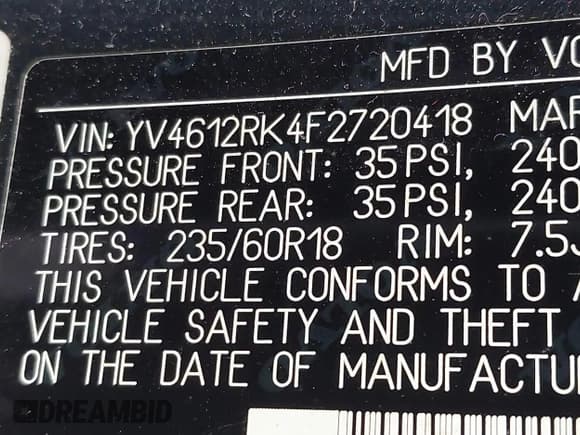 MFD BY VO
VIN: YV4612RK4F2720418 MAR
PRESSURE FRONT: 35PSI, 240
PRESSURE REAR: 35PSI, 240
TIRES: 235/60R18 RIM: 7.5J
THIS VEHICLE CONFORMS TO A
VEHICLE SAFETY AND THEFT
ON THE DATE OF MANUFACTU
DREAMBID